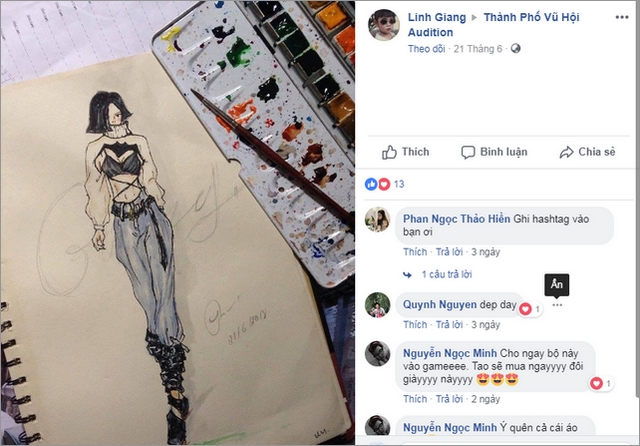 Linh Giang ▸ Thành Phố Vũ Hội
Audition
Theo dõi · 21 Tháng 6 ·
Thích Bình luận Chia sẻ
13
Phan Ngọc Thảo Hiền Ghi hashtag vào
bạn ơi
Thích · Trả lời · 3 ngày
1 câu trả lời
Ẩn
Quynh Nguyen dep day 1
Thích · Trả lời · 3 ngày
Nguyễn Ngọc Minh Cho ngay bộ này
vào gameeee. Tao sẽ mua ngayyyy đôi
giàyyyy nàyyyy 😍😍😍
1
Thích · Trả lời · 2 ngày
Nguyễn Ngọc Minh Ý quên cả cái áo
21/6/2018